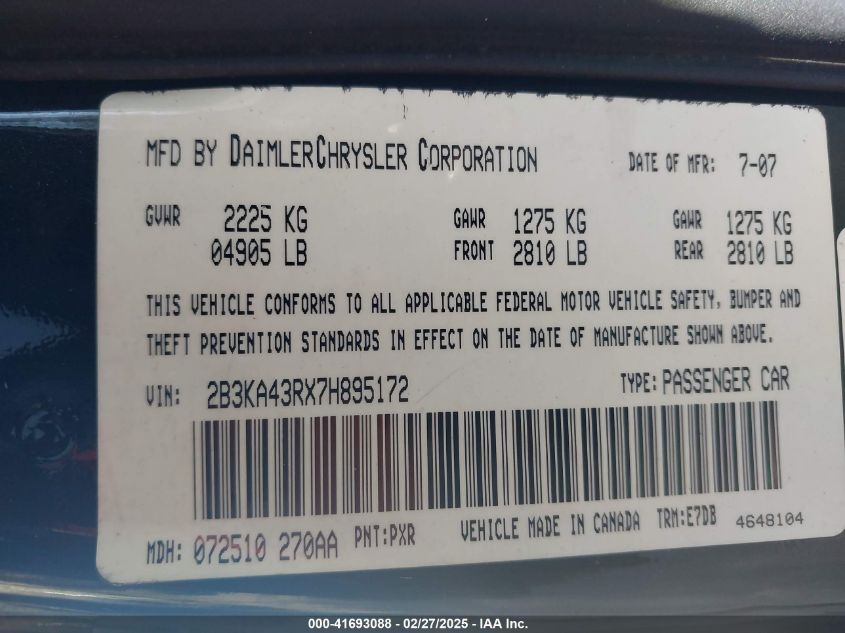 MFD BY DAIMLERCHRYSLER CORPORATION DATE OF MFR: 7-07
GVWR 2225 KG GAWR 1275 KG GAWR 1275 KG
04905 LB FRONT 2810 LB REAR 2810 LB
THIS VEHICLE CONFORMS TO ALL APPLICABLE FEDERAL MOTOR VEHICLE SAFETY, BUMPER AND
THEFT PREVENTION STANDARDS IN EFFECT ON THE DATE OF MANUFACTURE SHOWN ABOVE.
VIN: 2B3KA43RX7H895172 TYPE: PASSENGER CAR
MDH: 072510 270AA PNT:PXR VEHICLE MADE IN CANADA TRM:E7DB 4648104
000-41693088 - 02/27/2025 - IAA Inc.